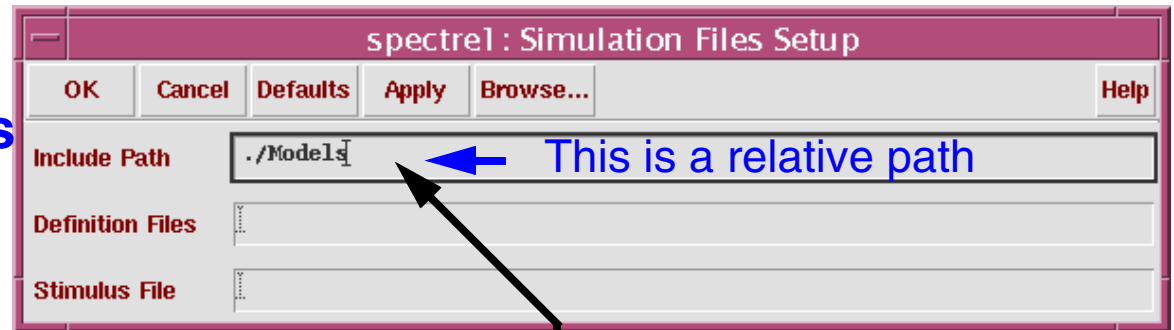 spectre1: Simulation Files Setup
OK Cancel Defaults Apply Browse... Help
s
Include Path ./Models This is a relative path
Definition Files
Stimulus File